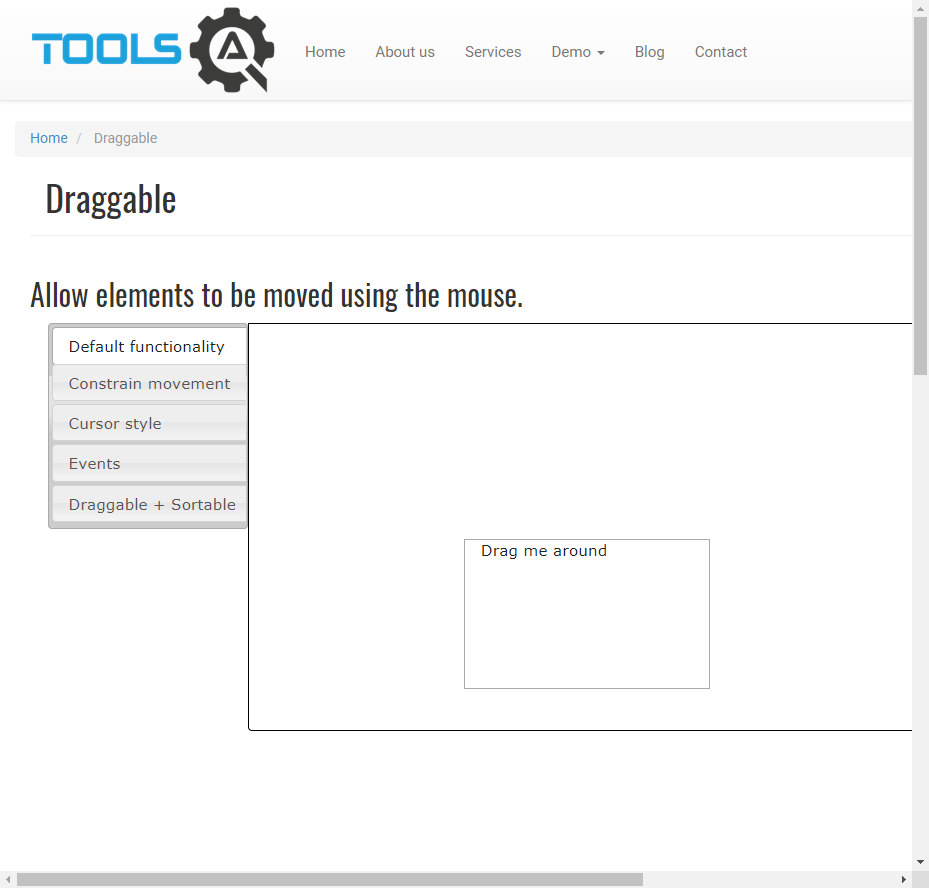 TOOLS QA
Home About us Services Demo Blog Contact
Home / Draggable
Draggable
Allow elements to be moved using the mouse.
Default functionality
Constrain movement
Cursor style
Events
Draggable + Sortable
Drag me around